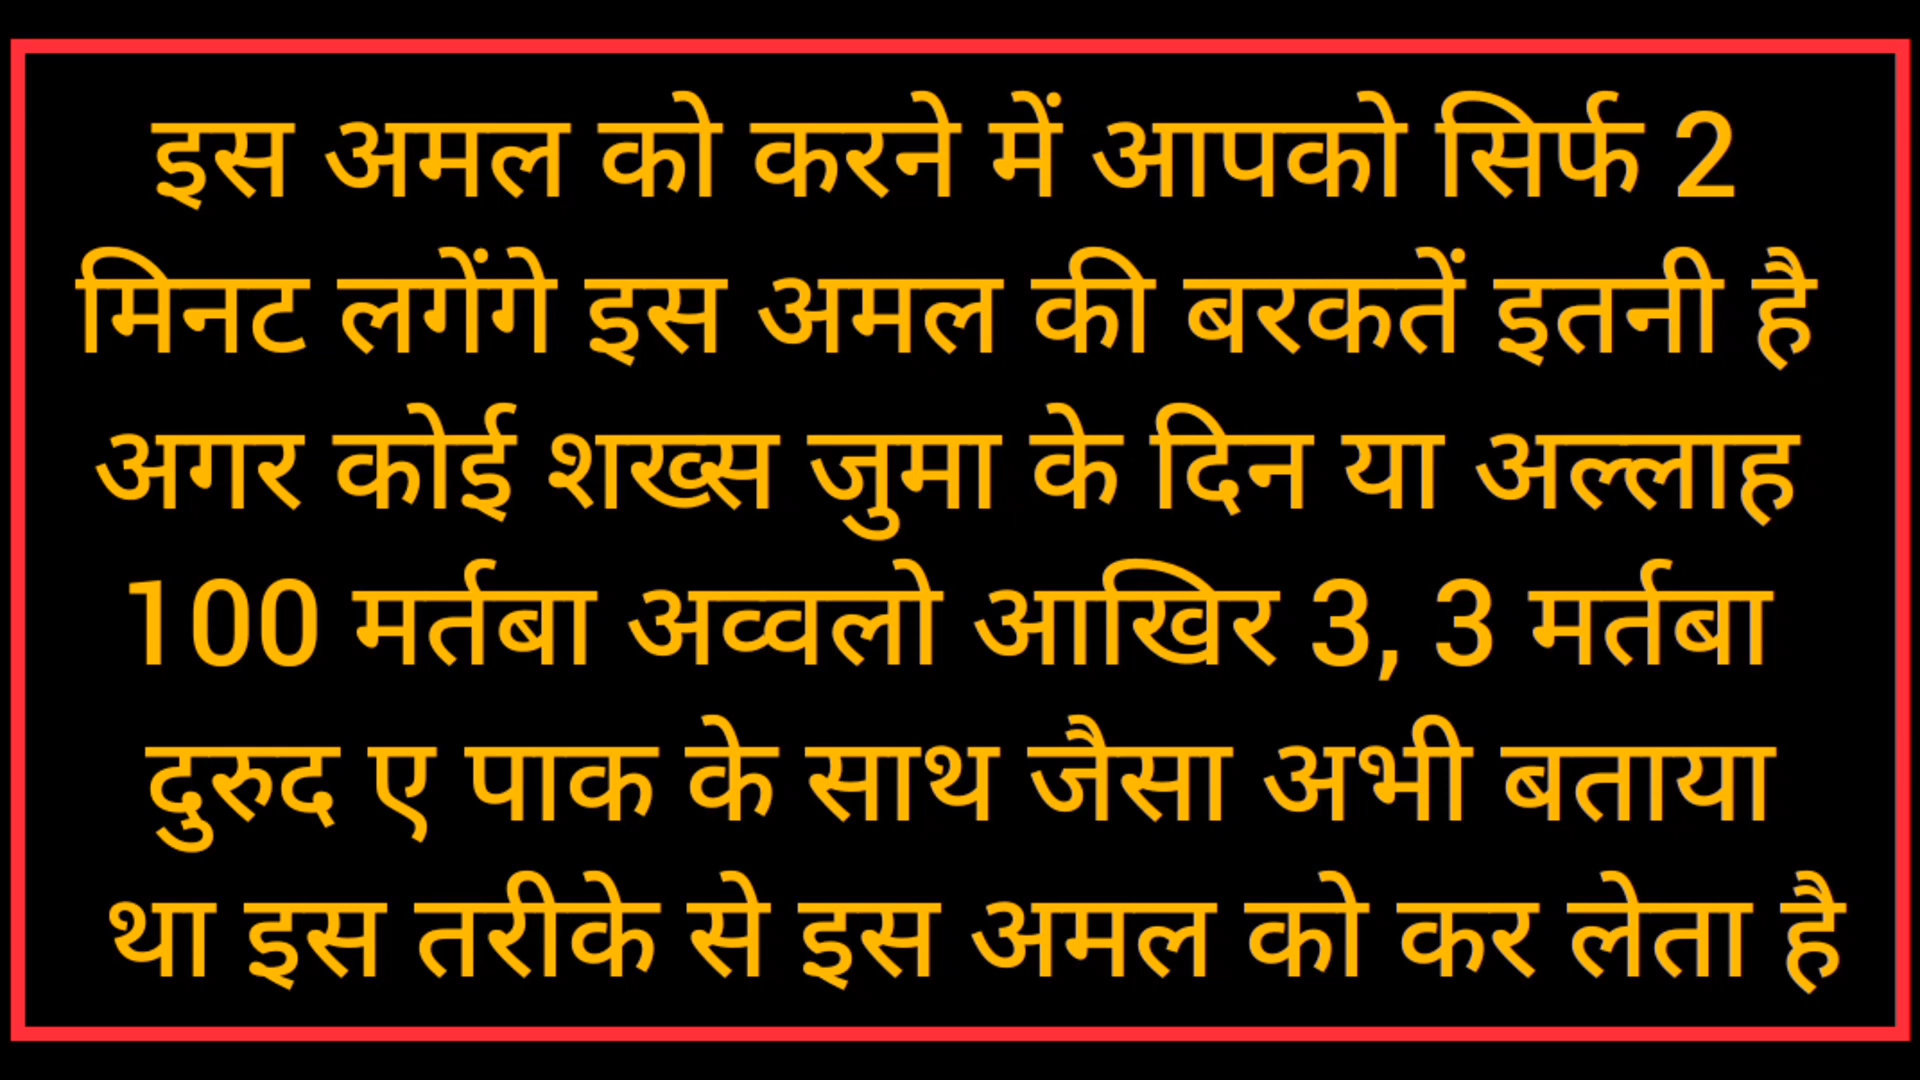 इस अमल को करने में आपको सिर्फ 2
मिनट लगेंगे इस अमल की बरकतें इतनी है
अगर कोई शख्स जुमा के दिन या अल्लाह
100 मर्तबा अव्वलो आखिर 3, 3 मर्तबा
दुरुद ए पाक के साथ जैसा अभी बताया
था इस तरीके से इस अमल को कर लेता है